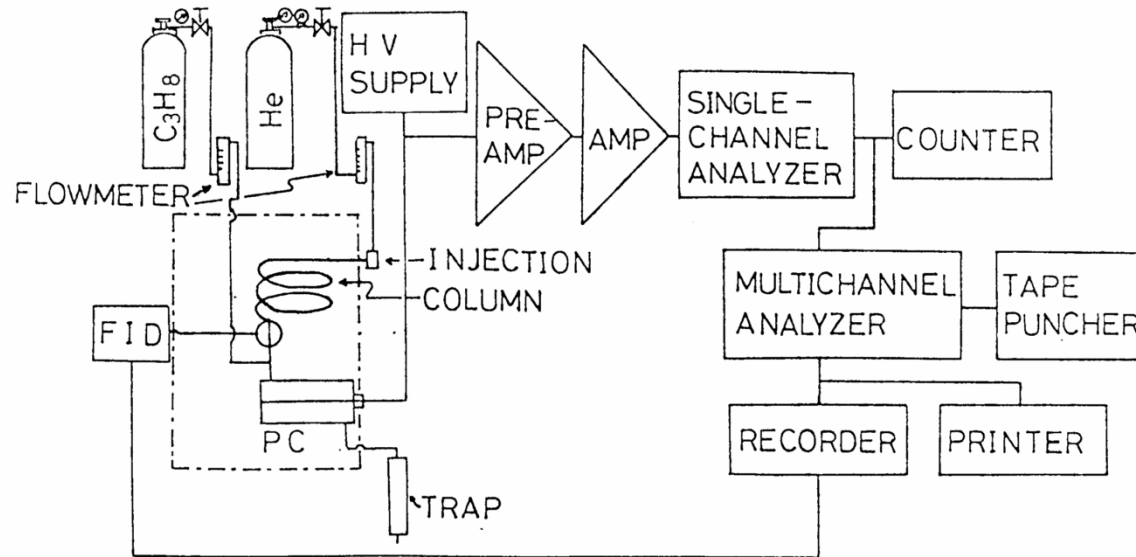 C3H8
He
HV
SUPPLY
PRE-
AMP
AMP
SINGLE-
CHANNEL
ANALYZER
COUNTER
FLOWMETER
INJECTION
COLUMN
MULTICHANNEL
ANALYZER
TAPE
PUNCHER
FID
PC
RECORDER
PRINTER
TRAP